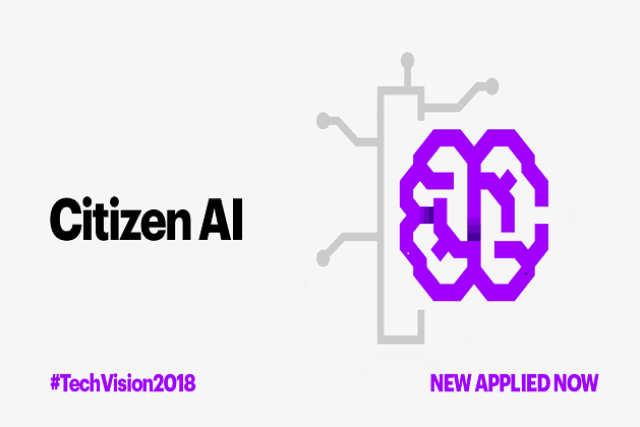 Citizen AI
#TechVision2018
NEW APPLIED NOW